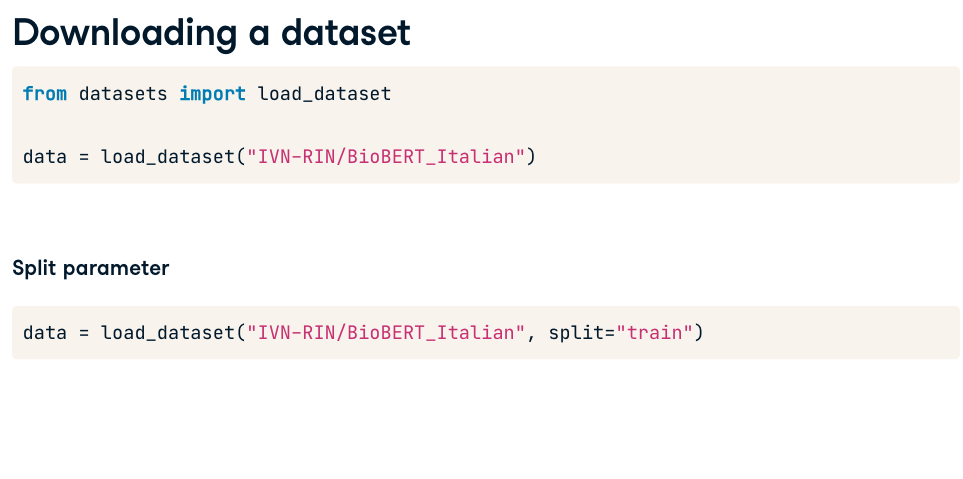 Downloading a dataset
from datasets import load_dataset
data = load_dataset("IVN-RIN/BioBERT_Italian")
Split parameter
data = load_dataset("IVN-RIN/BioBERT_Italian", split="train")